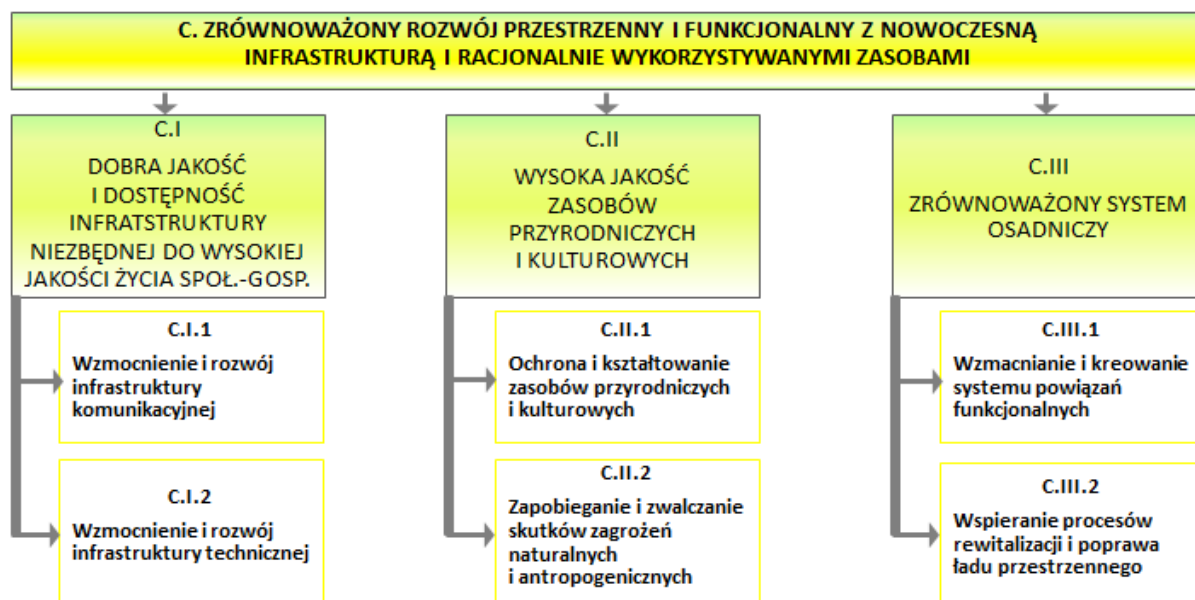 C. ZRÓWNOWAŻONY ROZWÓJ PRZESTRZENNY I FUNKCJONALNY Z NOWOCZESNĄ
INFRASTRUKTURĄ I RACJONALNIE WYKORZYSTYWANYMI ZASOBAMI
C.I
DOBRA JAKOŚĆ
I DOSTĘPNOŚĆ
INFRATSTRUKTURY
NIEZBĘDNEJ DO WYSOKIEJ
JAKOŚCI ŻYCIA SPOŁ.-GOSP.
C.I.1
Wzmocnienie i rozwój
infrastruktury
komunikacyjnej
C.I.2
Wzmocnienie i rozwój
infrastruktury technicznej
C.II
WYSOKA JAKOŚĆ
ZASOBÓW
PRZYRODNICZYCH
I KULTUROWYCH
C.II.1
Ochrona i kształtowanie
zasobów przyrodniczych
i kulturowych
C.II.2
Zapobieganie i zwalczanie
skutków zagrożeń
naturalnych
i antropogenicznych
C.III
ZRÓWNOWAŻONY SYSTEM
OSADNICZY
C.III.1
Wzmacnianie i kreowanie
systemu powiązań
funkcjonalnych
C.III.2
Wspieranie procesów
rewitalizacji i poprawa
ładu przestrzennego